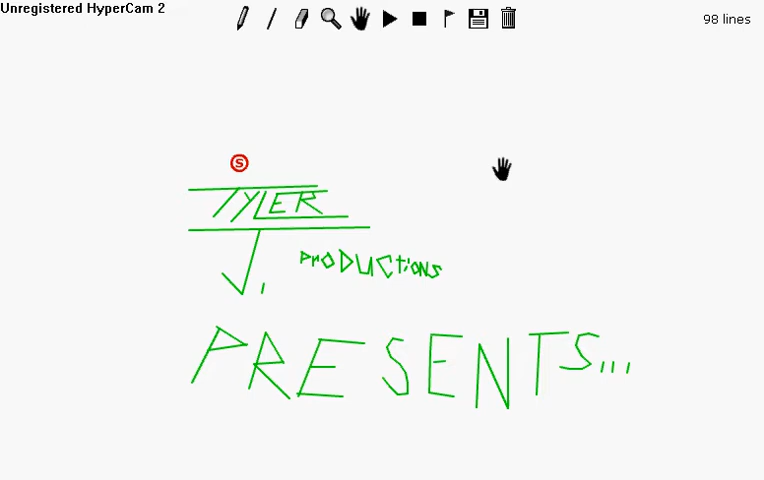 Unregistered HyperCam 2
98 lines
S
TYLER
J.
PrODUCtiONS
PRESENTS...